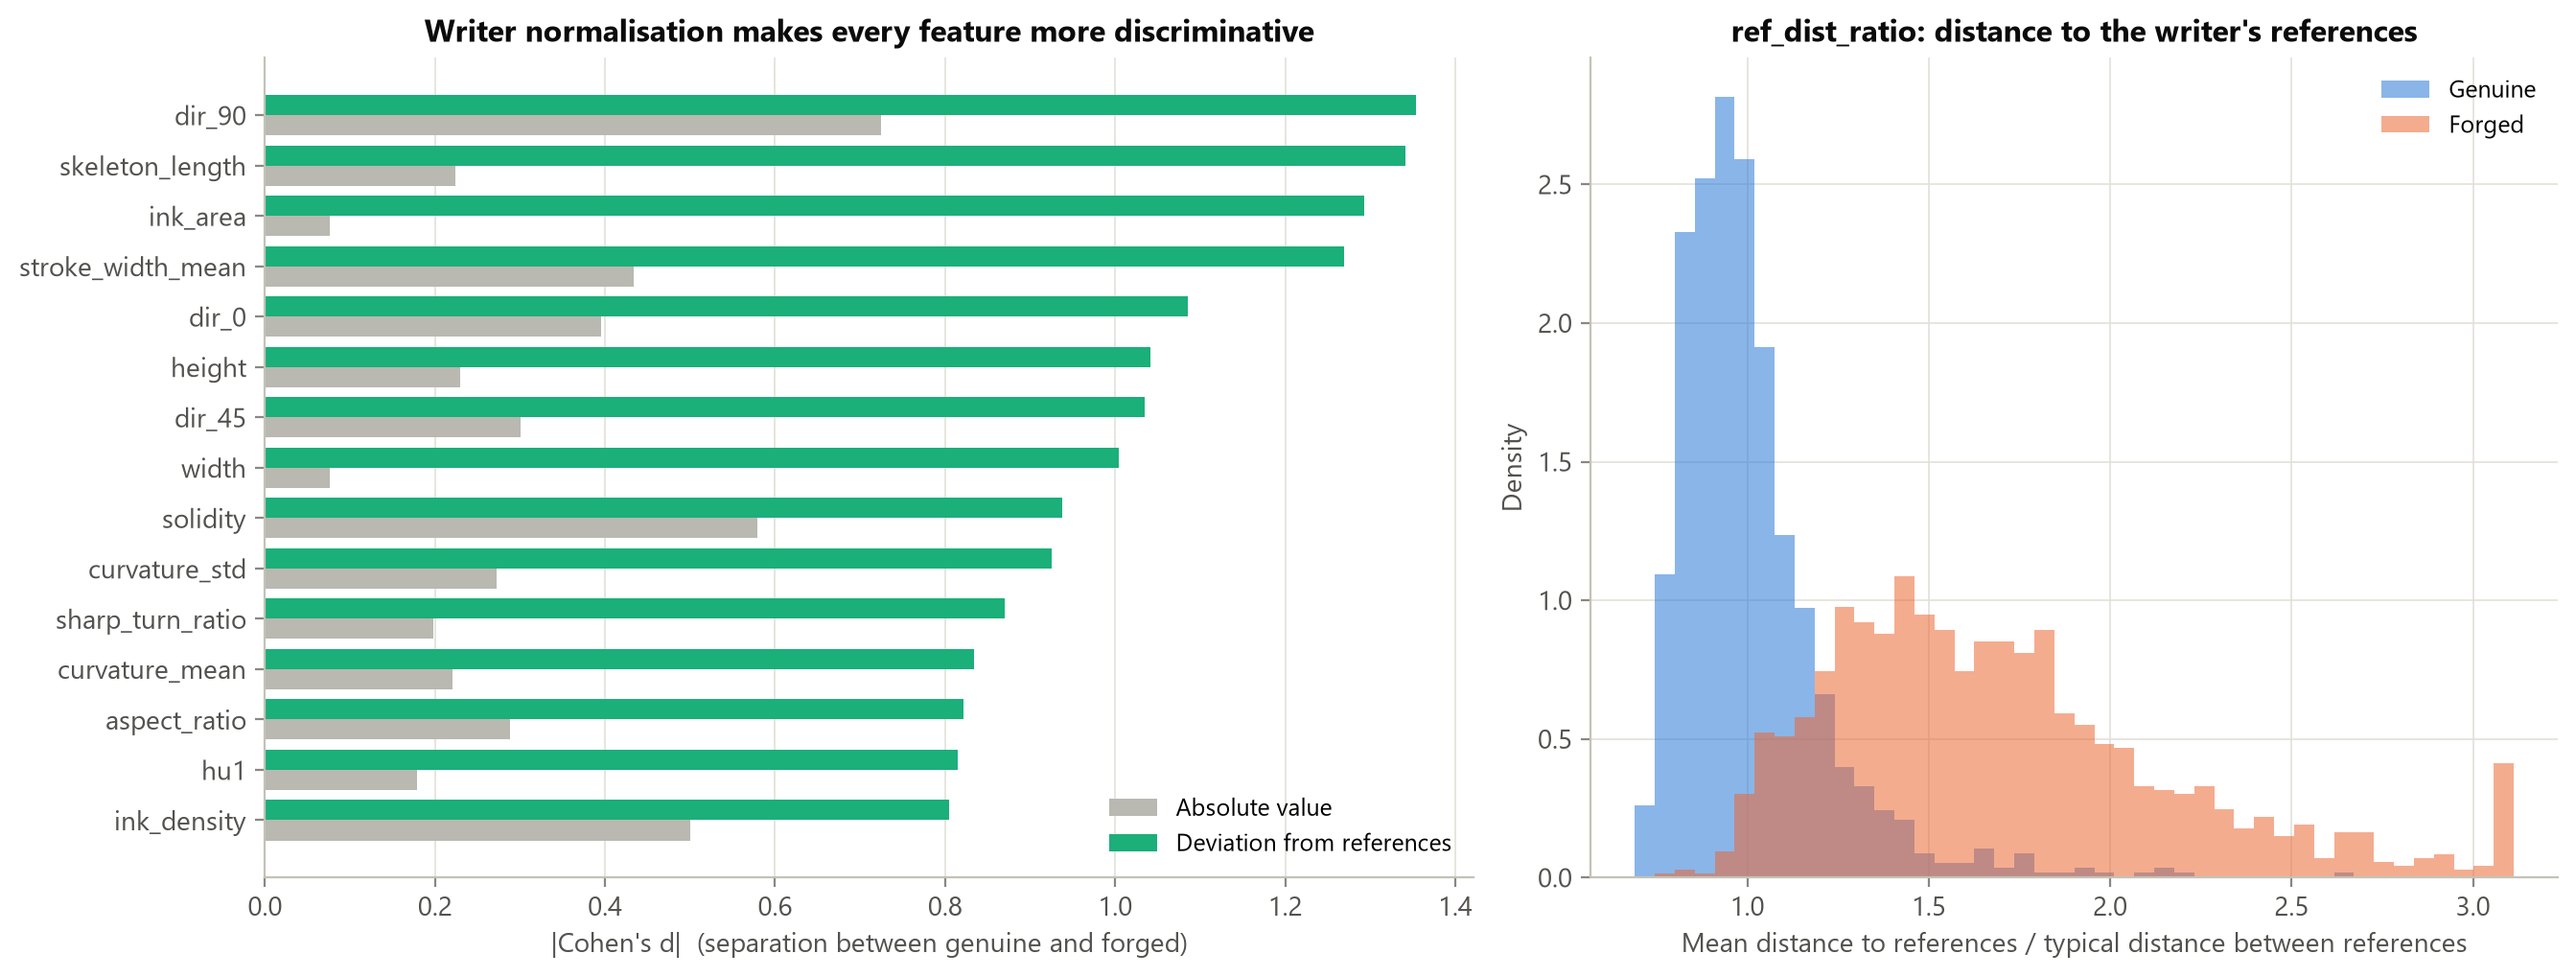 Writer normalisation makes every feature more discriminative
dir_90
skeleton_length
ink_area
stroke_width_mean
dir_0
height
dir_45
width
solidity
curvature_std
sharp_turn_ratio
curvature_mean
aspect_ratio
hu1
ink_density
Absolute value
Deviation from references
0.0 0.2 0.4 0.6 0.8 1.0 1.2 1.4
|Cohen's d| (separation between genuine and forged)
ref_dist_ratio: distance to the writer's references
Genuine
Forged
Density
2.5
2.0
1.5
1.0
0.5
0.0
1.0 1.5 2.0 2.5 3.0
Mean distance to references / typical distance between references